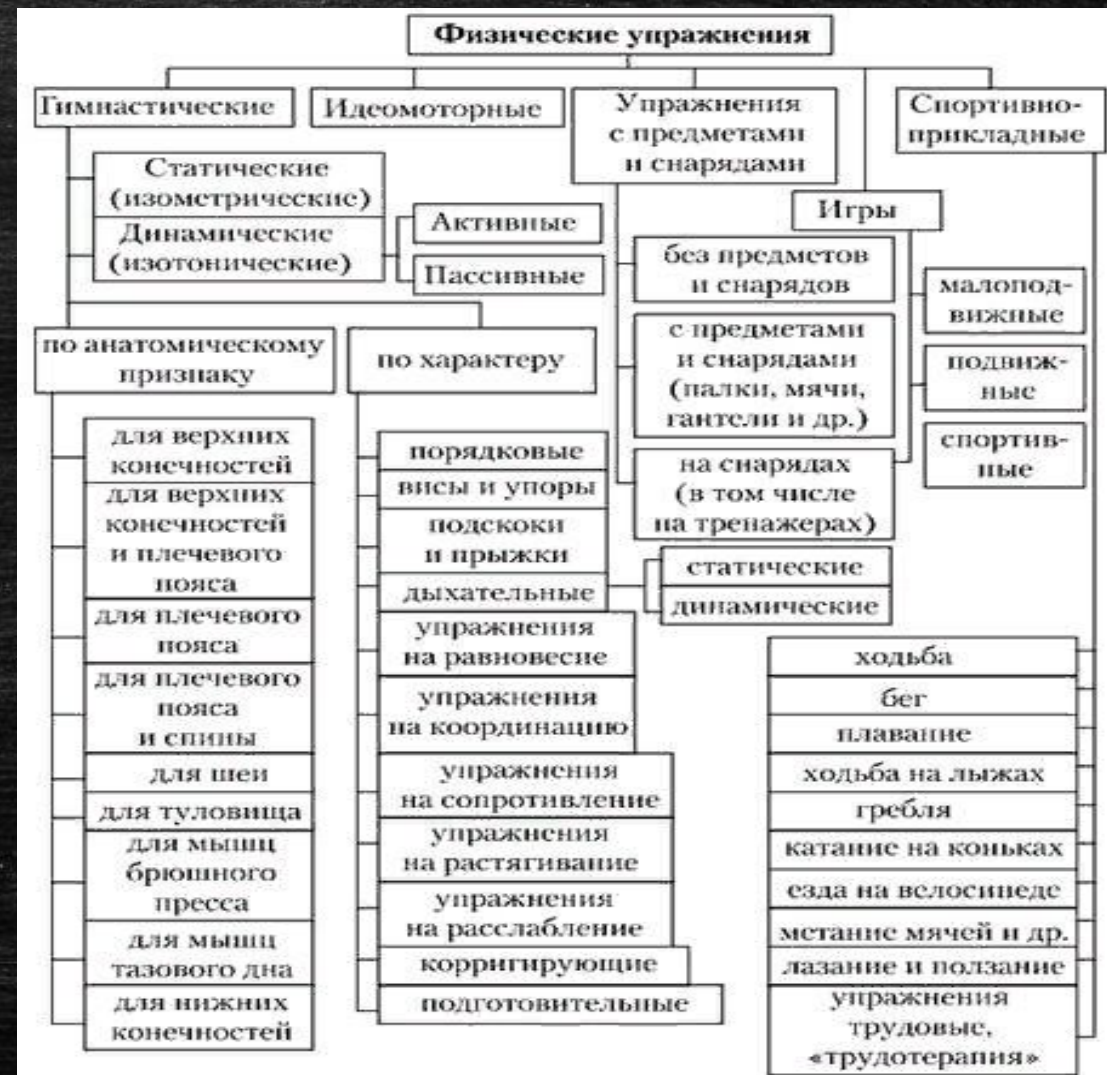 Физические упражнения
Гимнастические
Идеомоторные
Упражнения
с предметами
и снарядами
Спортивно-
прикладные
Статические
(изометрические)
Динамические
(изотонические)
Активные
Пассивные
Игры
без предметов
и снарядов
с предметами
и снарядами
(палки, мячи,
гантели и др.)
на снарядах
(в том числе
на тренажерах)
малопод-
вижные
подвиж-
ные
спортив-
ные
по анатомическому
признаку
по характеру
для верхних
конечностей
для верхних
конечностей
и плечевого
пояса
для плечевого
пояса
для плечевого
пояса
и спины
для шеи
для туловища
для мышц
брюшного
пресса
для мышц
тазового дна
для нижних
конечностей
порядковые
висы и упоры
подскоки
и прыжки
дыхательные
статические
динамические
упражнения
на равновесие
упражнения
на координацию
упражнения
на сопротивление
упражнения
на растягивание
упражнения
на расслабление
корригирующие
подготовительные
ходьба
бег
плавание
ходьба на лыжах
гребля
катание на коньках
езда на велосипеде
метание мячей и др.
лазание и ползание
упражнения
трудовые,
«трудотерапия»